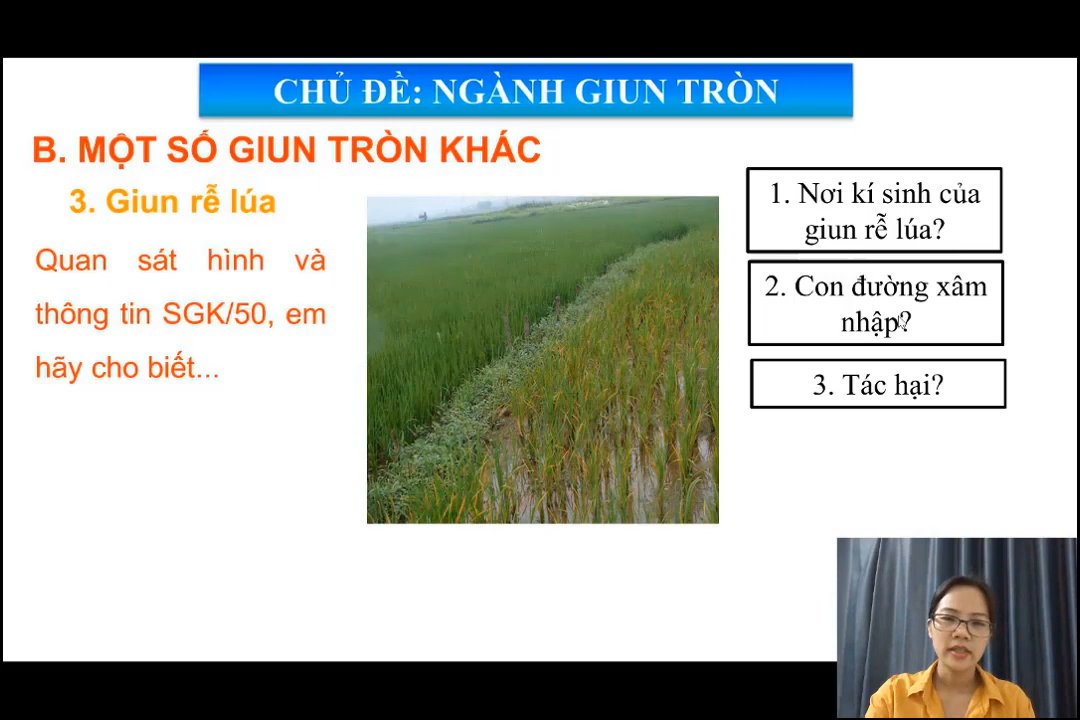 CHỦ ĐỀ: NGÀNH GIUN TRÒN
B. MỘT SỐ GIUN TRÒN KHÁC
3. Giun rễ lúa
Quan sát hình và
thông tin SGK/50, em
hãy cho biết...
1. Nơi kí sinh của
giun rễ lúa?
2. Con đường xâm
nhập?
3. Tác hại?